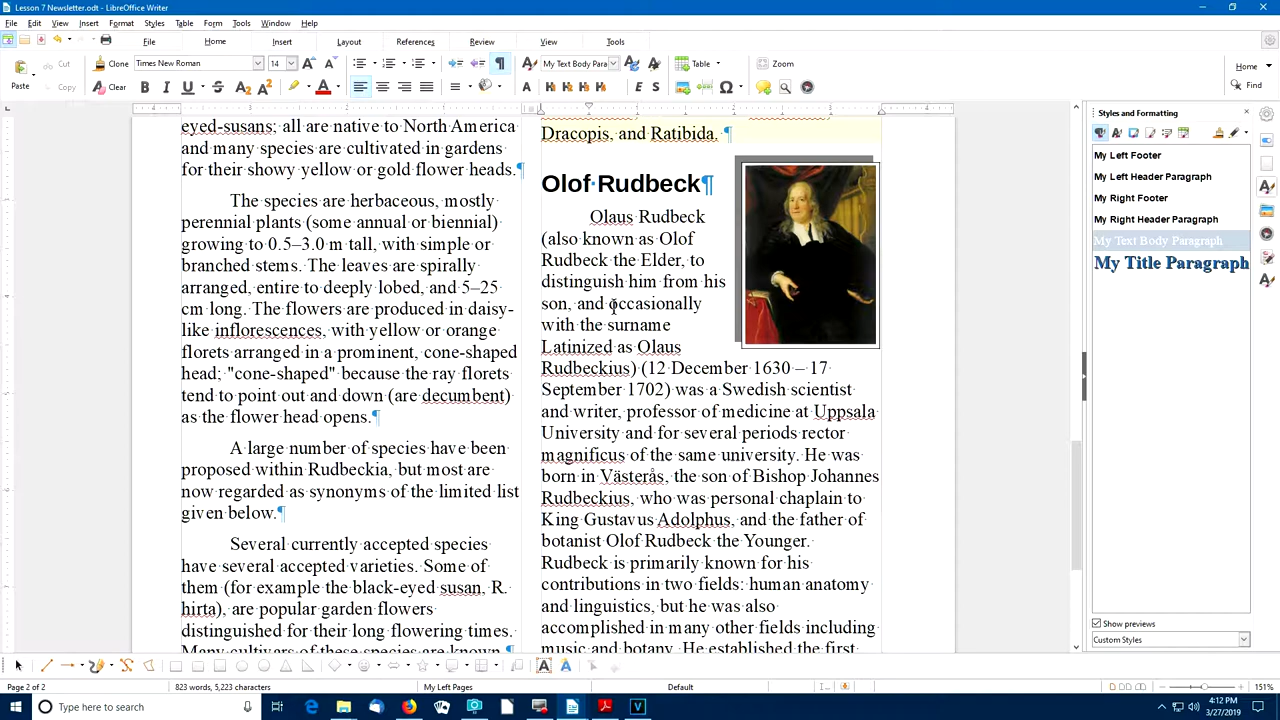 Lesson 7 Newsletter.odt - LibreOffice Writer
File Edit View Insert Format Styles Table Form Tools Window Help
File Home Insert Layout References Review View Tools
Paste Cut Copy Clone Clear Times New Roman 14 My Text Body Para Table Zoom Home Find
eyed-susans; all are native to North America
and many species are cultivated in gardens
for their showy yellow or gold flower heads.¶
The species are herbaceous, mostly
perennial plants (some annual or biennial)
growing to 0.5–3.0 m tall, with simple or
branched stems. The leaves are spirally
arranged, entire to deeply lobed, and 5–25
cm long. The flowers are produced in daisy-
like inflorescences, with yellow or orange
florets arranged in a prominent, cone-shaped
head; "cone-shaped" because the ray florets
tend to point out and down (are decumbent)
as the flower head opens.¶
A large number of species have been
proposed within Rudbeckia, but most are
now regarded as synonyms of the limited list
given below.¶
Several currently accepted species
have several accepted varieties. Some of
them (for example the black-eyed susan, R.
hirta), are popular garden flowers
distinguished for their long flowering times.
Many cultivars of these species are known.¶
Dracopis, and Ratibida. ¶
Olof Rudbeck¶
Olaus Rudbeck
(also known as Olof
Rudbeck the Elder, to
distinguish him from his
son, and occasionally
with the surname
Latinized as Olaus
Rudbeckius) (12 December 1630 – 17
September 1702) was a Swedish scientist
and writer, professor of medicine at Uppsala
University and for several periods rector
magnificus of the same university. He was
born in Västerås, the son of Bishop Johannes
Rudbeckius, who was personal chaplain to
King Gustavus Adolphus, and the father of
botanist Olof Rudbeck the Younger.
Rudbeck is primarily known for his
contributions in two fields: human anatomy
and linguistics, but he was also
accomplished in many other fields including
music and botany. He established the first
Styles and Formatting
My Left Footer
My Left Header Paragraph
My Right Footer
My Right Header Paragraph
My Text Body Paragraph
My Title Paragraph
Show previews
Custom Styles
Page 2 of 2 823 words, 5,223 characters My Left Pages Default 151%
Type here to search
4:12 PM
3/27/2019